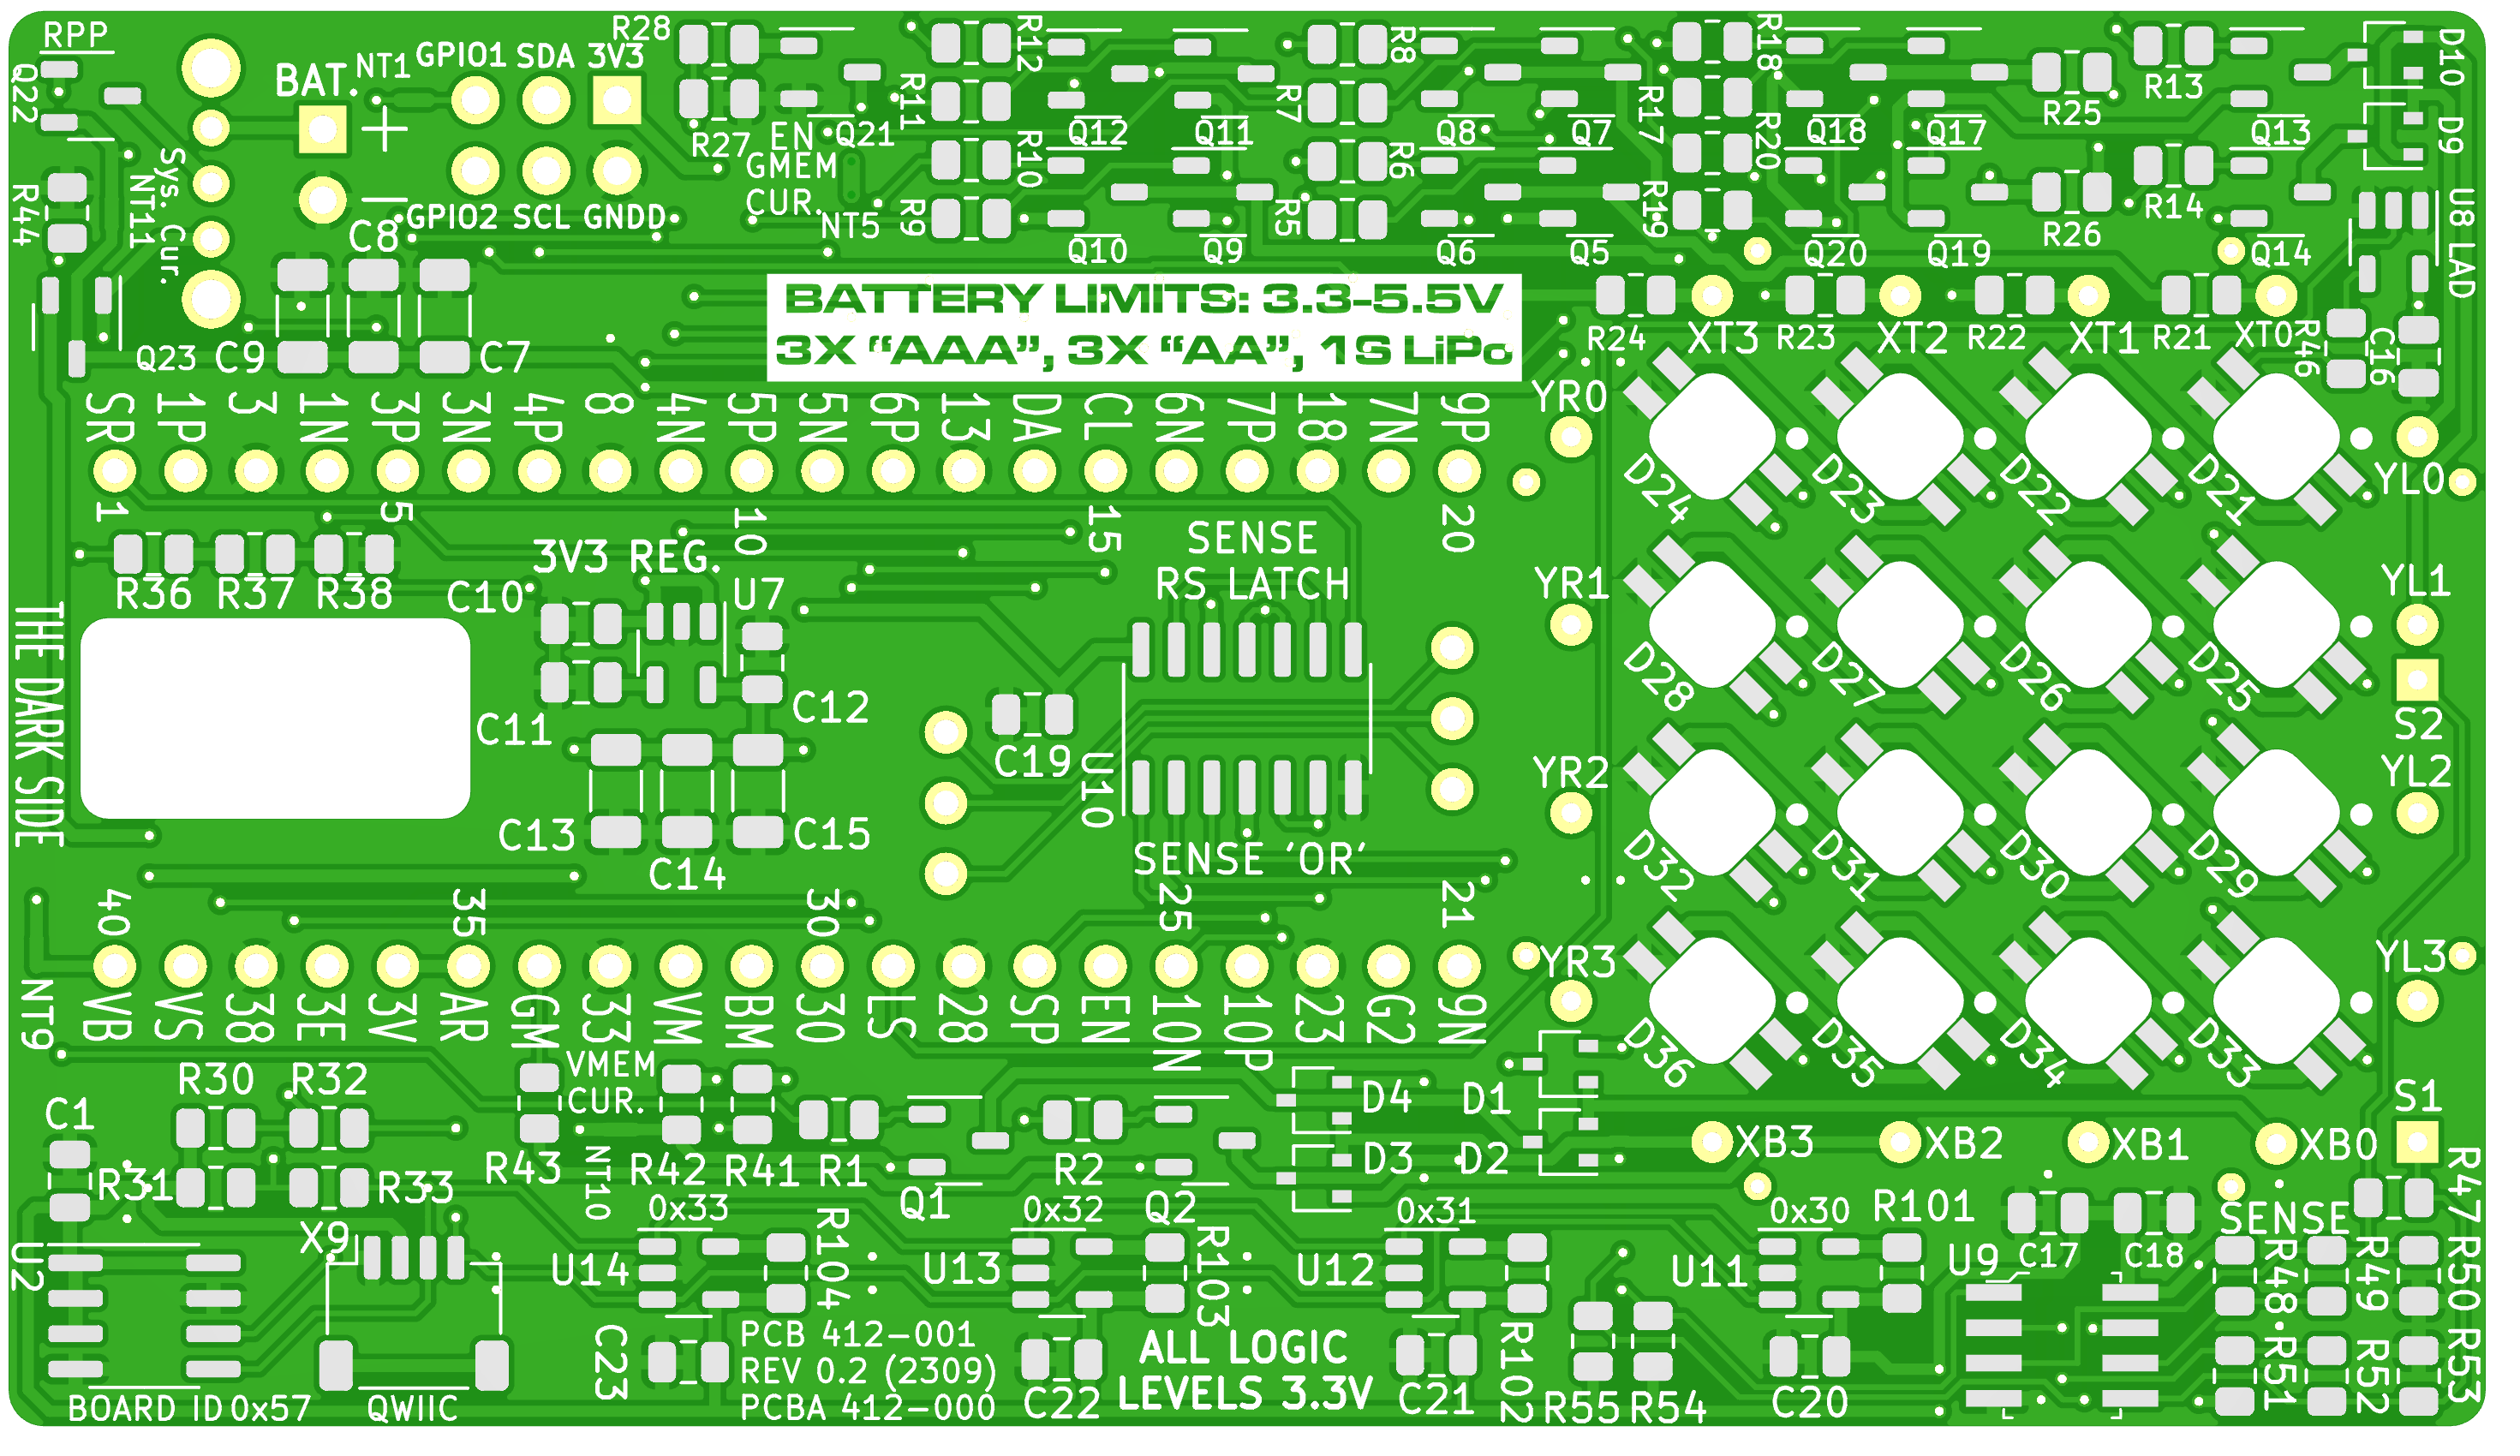 RPP
R28
NT1 GPIO1 SDA 3V3
BAT.
+
−
Q22
R12
R11
R8
R7
R18
R17
R13
R25
D10
D9
R27
EN
GMEM
CUR.
Q21
Q12
Q11
Q8
Q7
Q18
Q17
Q13
R10
R9
R6
R5
R20
R19
R14
R26
R44
NT11
Sys. Cur.
GPIO2 SCL GNDD
NT5
Q10
Q9
Q6
Q5
Q20
Q19
Q14
U8 LAD
C8
Q23
C9
C7
BATTERY LIMITS: 3.3-5.5V
3X “AAA”, 3X “AA”, 1S LiPo
R24 XT3 R23 XT2 R22 XT1 R21 XT0
R46
C16
SR 1P 3 1N 3P 3N 4P 8 4N 5P 5N 6P 13 DA CL 6N 7P 18 7N 9P
YR0
YL0
D24 D23 D22 D21
1 5 10 15 20
3V3 REG.
SENSE
RS LATCH
R36 R37 R38
C10
U7
YR1
YL1
THE DARK SIDE
D28 D27 D26 D25
C11
C12
C19
U10
S2
YR2
YL2
C13
C14
C15
SENSE 'OR'
D32 D31 D30 D29
40 35 30 25 21
YR3
YL3
VB VS 38 3E 3V AR GM 33 VM BM 30 LS 28 SP EN 10N 10P 23 G2 9N
NT9
D36 D35 D34 D33
VMEM
CUR.
R30 R32
C1
D4 D1
S1
R31 R33
R43
NT10
R42 R41 R1
R2
D3 D2
XB3 XB2 XB1 XB0
R47
X9
0x33
Q1
0x32
Q2
0x31
0x30
R101
SENSE
U2
U14
R104
U13
R103
U12
U11
U9
C17 C18
R48
R49
R50
C23
PCB 412-001
REV 0.2 (2309)
PCBA 412-000
ALL LOGIC
LEVELS 3.3V
R102
R51
R52
R53
BOARD ID 0x57
QWIIC
C22
C21
R55 R54
C20